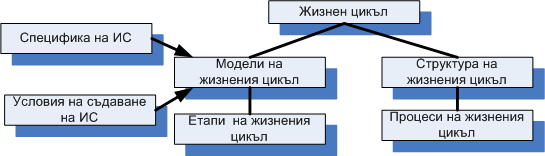 Жизнен цикъл
Специфика на ИС
Модели на
жизнения цикъл
Структура на
жизнения цикъл
Условия на съдаване
на ИС
Етапи на жизнения
цикъл
Процеси на жизнения
цикъл